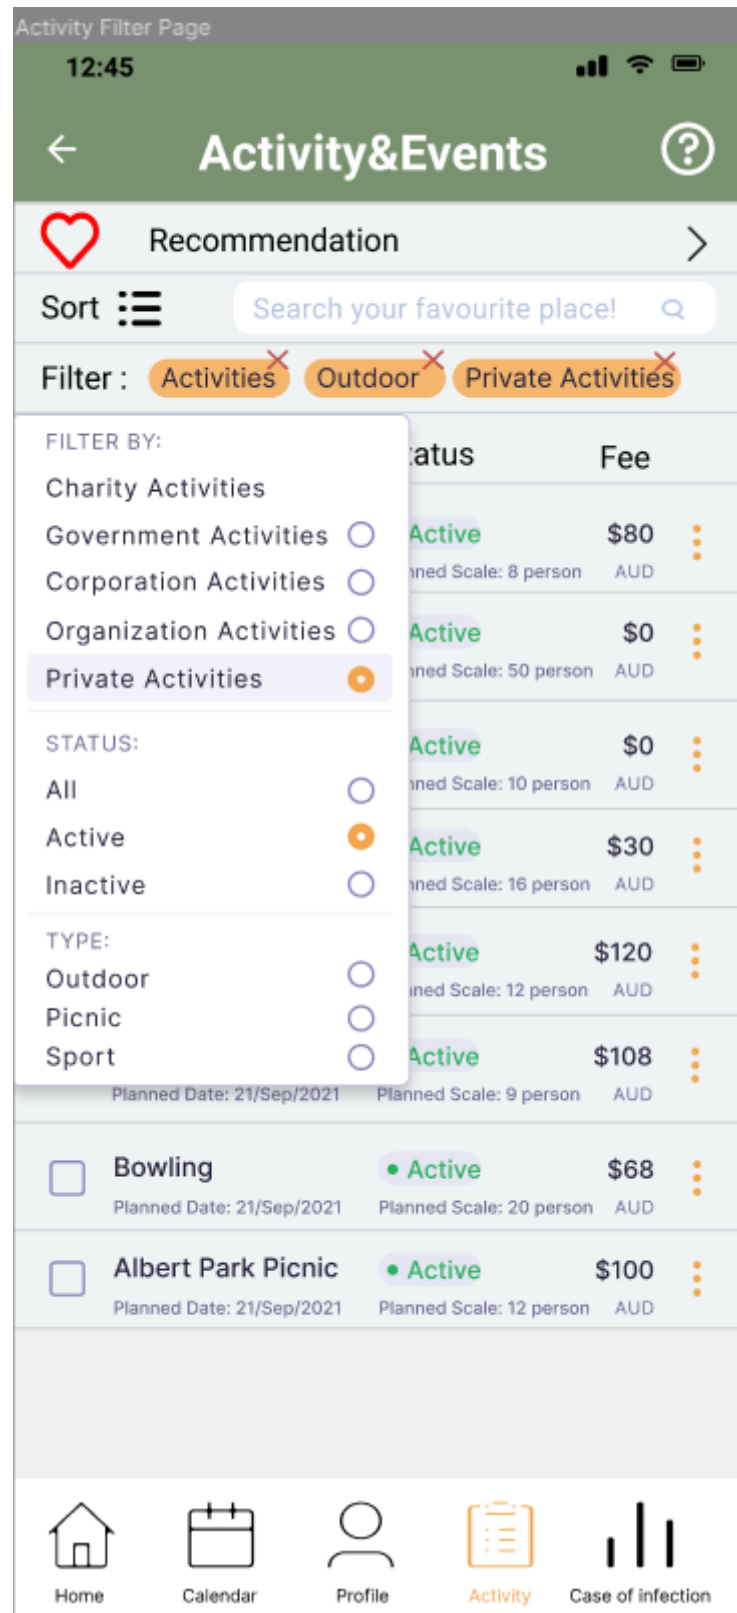 Activity Filter Page
12:45
Activity&Events
Recommendation
Sort Search your favourite place!
Filter : Activities Outdoor Private Activities
FILTER BY:
Charity Activities
Government Activities
Corporation Activities
Organization Activities
Private Activities
STATUS:
All
Active
Inactive
TYPE:
Outdoor
Picnic
Sport
Fee
Active $80
Scale: 8 person AUD
Active $0
Scale: 50 person AUD
Active $0
Scale: 10 person AUD
Active $30
Scale: 16 person AUD
Active $120
Scale: 12 person AUD
Active $108
Planned Date: 21/Sep/2021 Planned Scale: 9 person AUD
Bowling Active $68
Planned Date: 21/Sep/2021 Planned Scale: 20 person AUD
Albert Park Picnic Active $100
Planned Date: 21/Sep/2021 Planned Scale: 12 person AUD
Home Calendar Profile Activity Case of infection